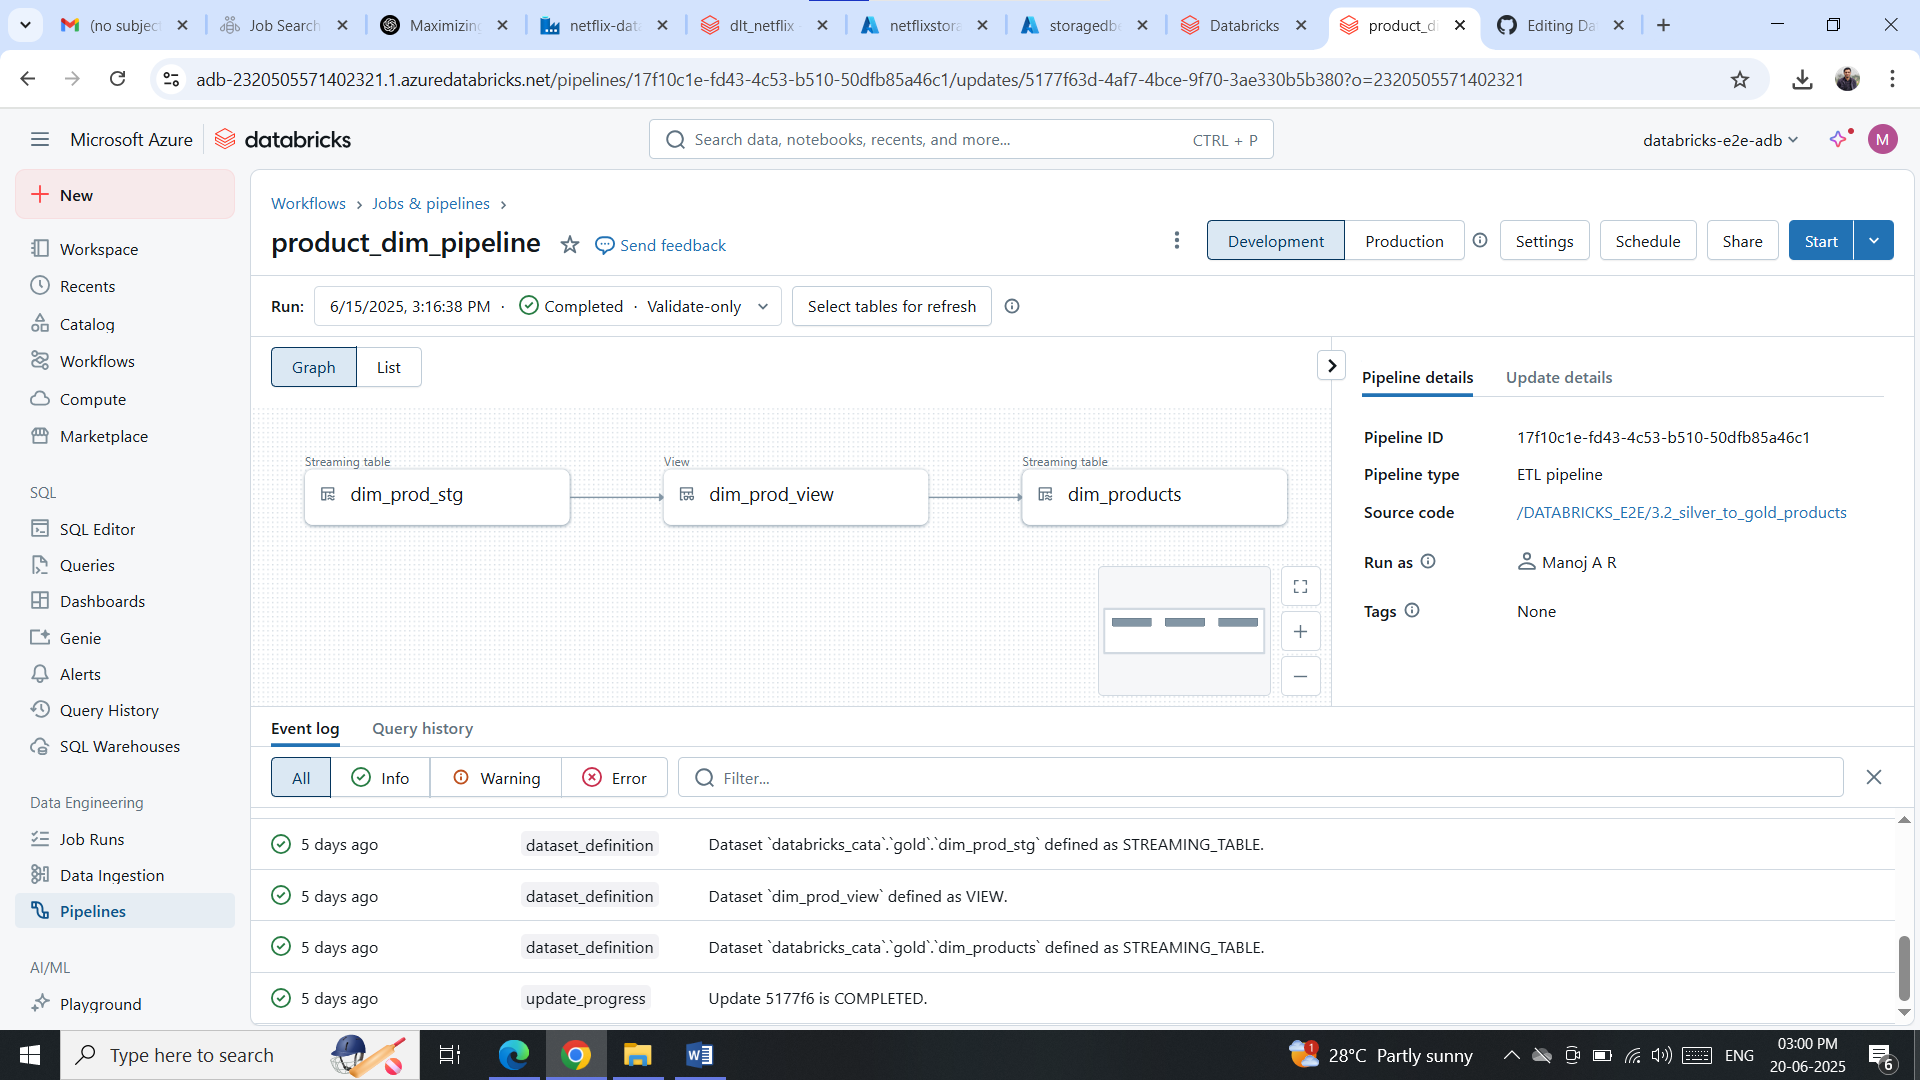 (no subjec
Job Search
Maximizing
netflix-dat
dlt_netflix -
netflixstora
storagedbe
Databricks
product_di
Editing Da
adb-2320505571402321.1.azuredatabricks.net/pipelines/17f10c1e-fd43-4c53-b510-50dfb85a46c1/updates/5177f63d-4af7-4bce-9f70-3ae330b5b380?o=2320505571402321
Microsoft Azure
databricks
Search data, notebooks, recents, and more...
CTRL + P
databricks-e2e-adb
M
New
Workspace
Recents
Catalog
Workflows
Compute
Marketplace
SQL
SQL Editor
Queries
Dashboards
Genie
Alerts
Query History
SQL Warehouses
Data Engineering
Job Runs
Data Ingestion
Pipelines
AI/ML
Playground
Workflows > Jobs & pipelines >
product_dim_pipeline
Send feedback
Development
Production
Settings
Schedule
Share
Start
Run:
6/15/2025, 3:16:38 PM · Completed · Validate-only
Select tables for refresh
Graph
List
Streaming table
dim_prod_stg
View
dim_prod_view
Streaming table
dim_products
Pipeline details
Update details
Pipeline ID 17f10c1e-fd43-4c53-b510-50dfb85a46c1
Pipeline type ETL pipeline
Source code /DATABRICKS_E2E/3.2_silver_to_gold_products
Run as Manoj A R
Tags None
Event log
Query history
All
Info
Warning
Error
Filter...
5 days ago dataset_definition Dataset `databricks_cata`.`gold`.`dim_prod_stg` defined as STREAMING_TABLE.
5 days ago dataset_definition Dataset `dim_prod_view` defined as VIEW.
5 days ago dataset_definition Dataset `databricks_cata`.`gold`.`dim_products` defined as STREAMING_TABLE.
5 days ago update_progress Update 5177f6 is COMPLETED.
Type here to search
1
28°C Partly sunny
ENG
03:00 PM
20-06-2025
6